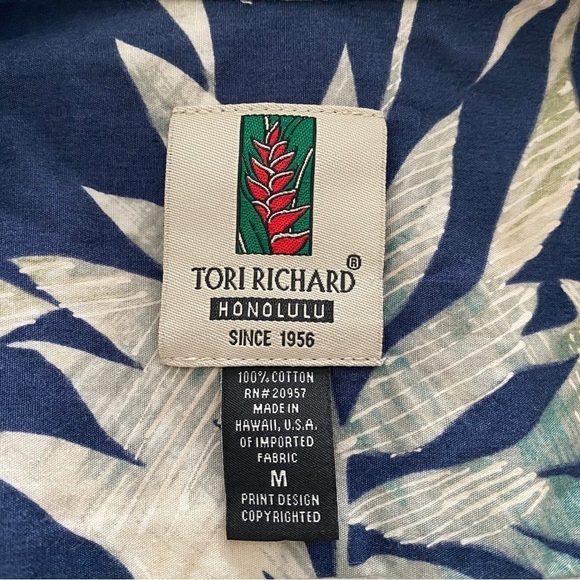 TORI RICHARD®
HONOLULU
SINCE 1956
100% COTTON
RN# 20957
MADE IN
HAWAII, U.S.A.
OF IMPORTED
FABRIC
M
PRINT DESIGN
COPYRIGHTED